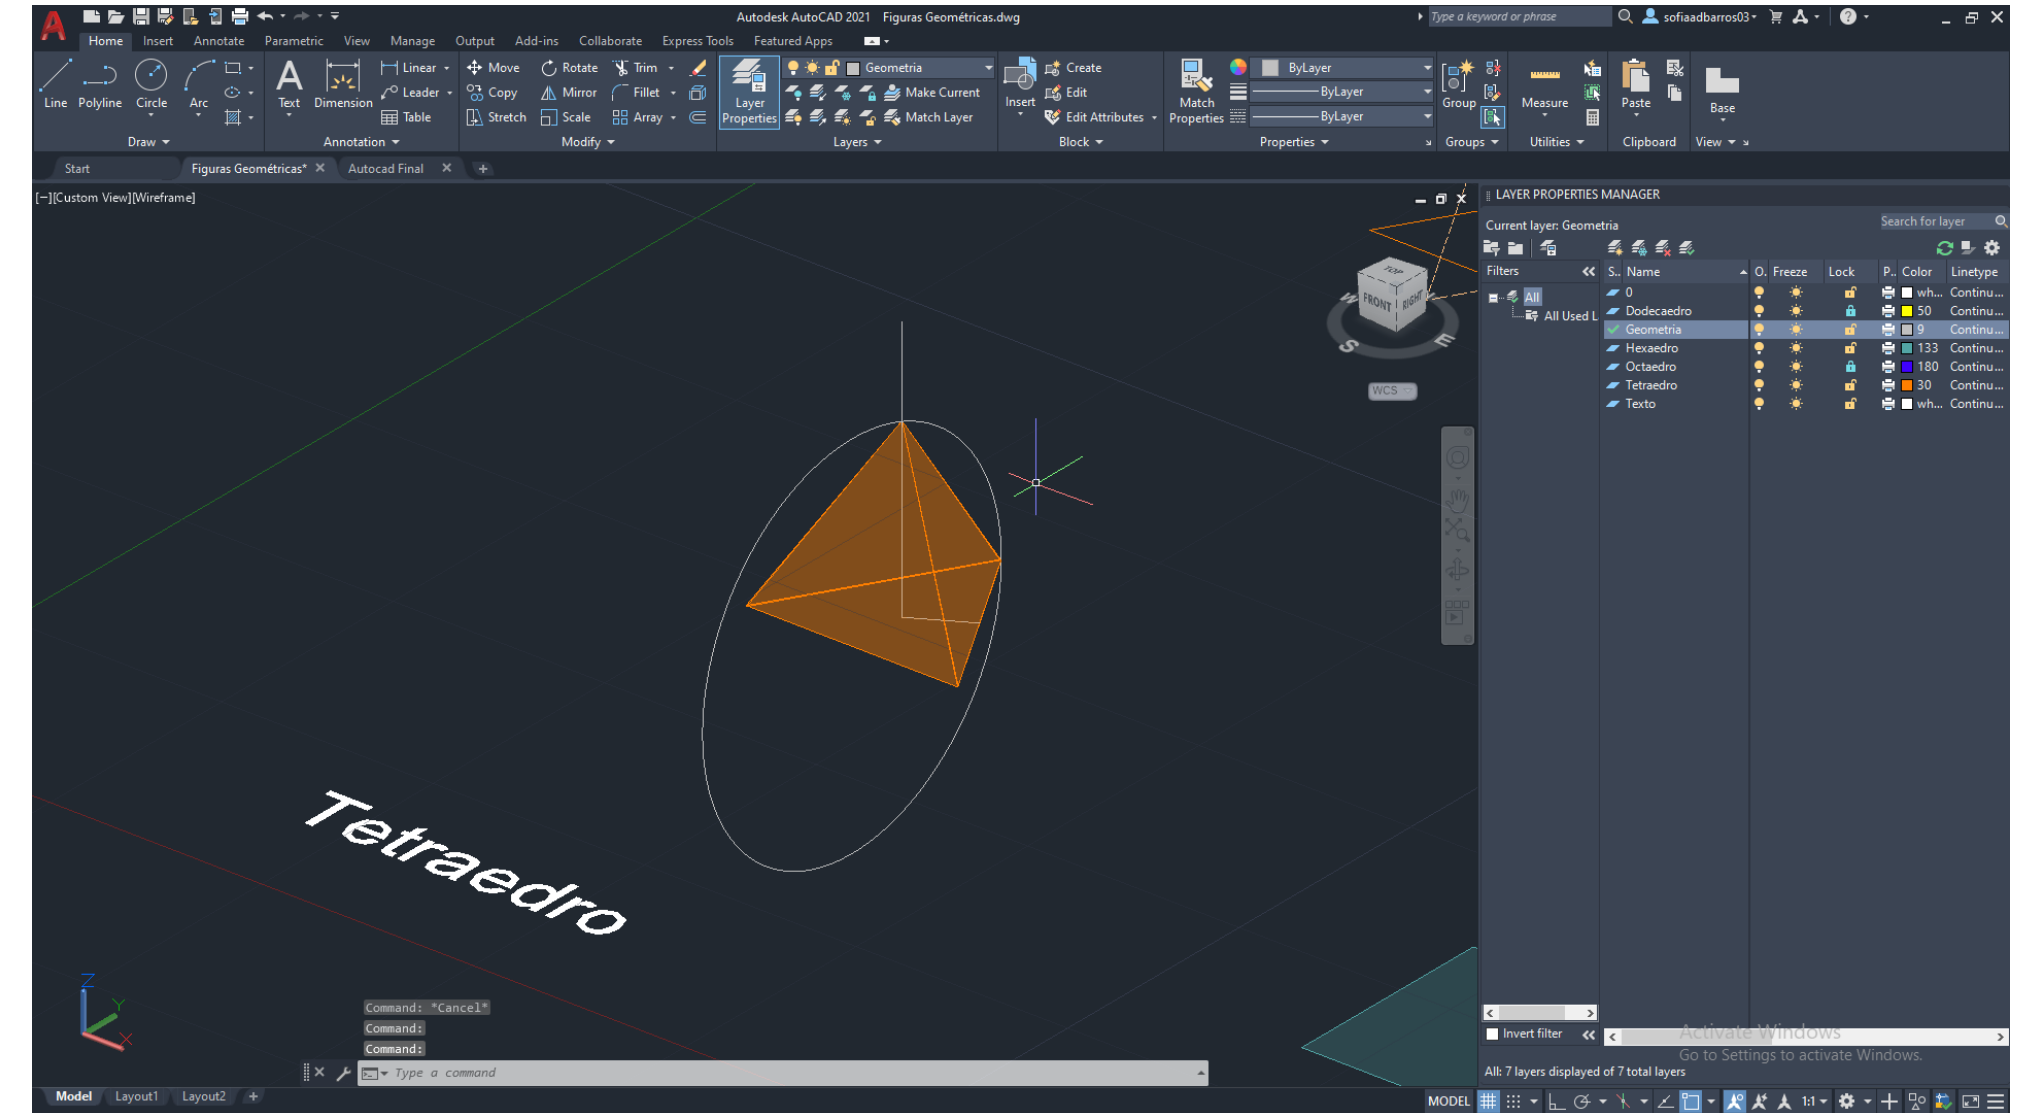 Autodesk AutoCAD 2021 Figuras Geométricas.dwg
Type a keyword or phrase
sofiaadbarros03
Home Insert Annotate Parametric View Manage Output Add-ins Collaborate Express Tools Featured Apps
Line Polyline Circle Arc
Draw
Text Dimension
Linear
Leader
Table
Annotation
Move Rotate Trim
Copy Mirror Fillet
Stretch Scale Array
Modify
Layer Properties
Geometria
Make Current
Match Layer
Layers
Insert
Create
Edit
Edit Attributes
Block
Match Properties
ByLayer
ByLayer
ByLayer
Properties
Group
Groups
Measure
Utilities
Paste
Clipboard
Base
View
Start Figuras Geométricas* Autocad Final
[−][Custom View][Wireframe]
TOP
FRONT RIGHT
W S E
WCS
Tetraedro
Z
Y
X
Command: *Cancel*
Command:
Command:
Type a command
Model Layout1 Layout2
LAYER PROPERTIES MANAGER
Current layer: Geometria
Search for layer
Filters
All
All Used L
S.. Name O. Freeze Lock P.. Color Linetype
0 wh... Continu...
Dodecaedro 50 Continu...
Geometria 9 Continu...
Hexaedro 133 Continu...
Octaedro 180 Continu...
Tetraedro 30 Continu...
Texto wh... Continu...
Invert filter
Activate Windows
Go to Settings to activate Windows.
All: 7 layers displayed of 7 total layers
MODEL 1:1